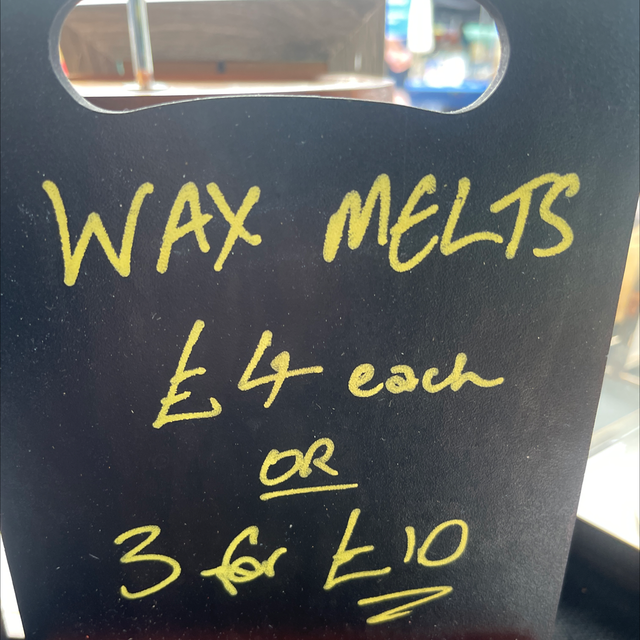 WAX MELTS
£4 each
OR
3 for £10